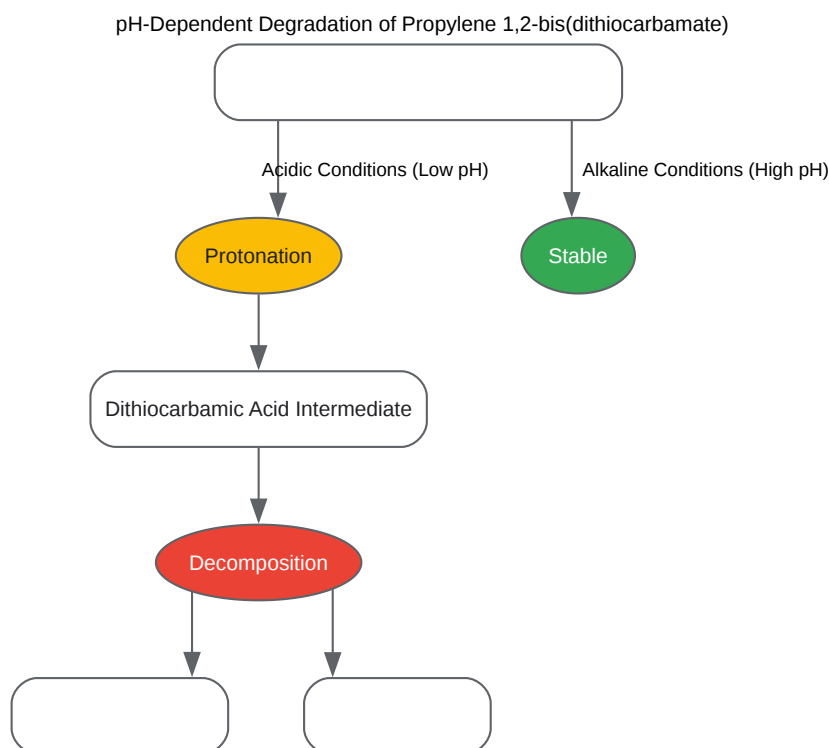 pH-Dependent Degradation of Propylene 1,2-bis(dithiocarbamate)
Acidic Conditions (Low pH)
Alkaline Conditions (High pH)
Protonation
Stable
Dithiocarbamic Acid Intermediate
Decomposition